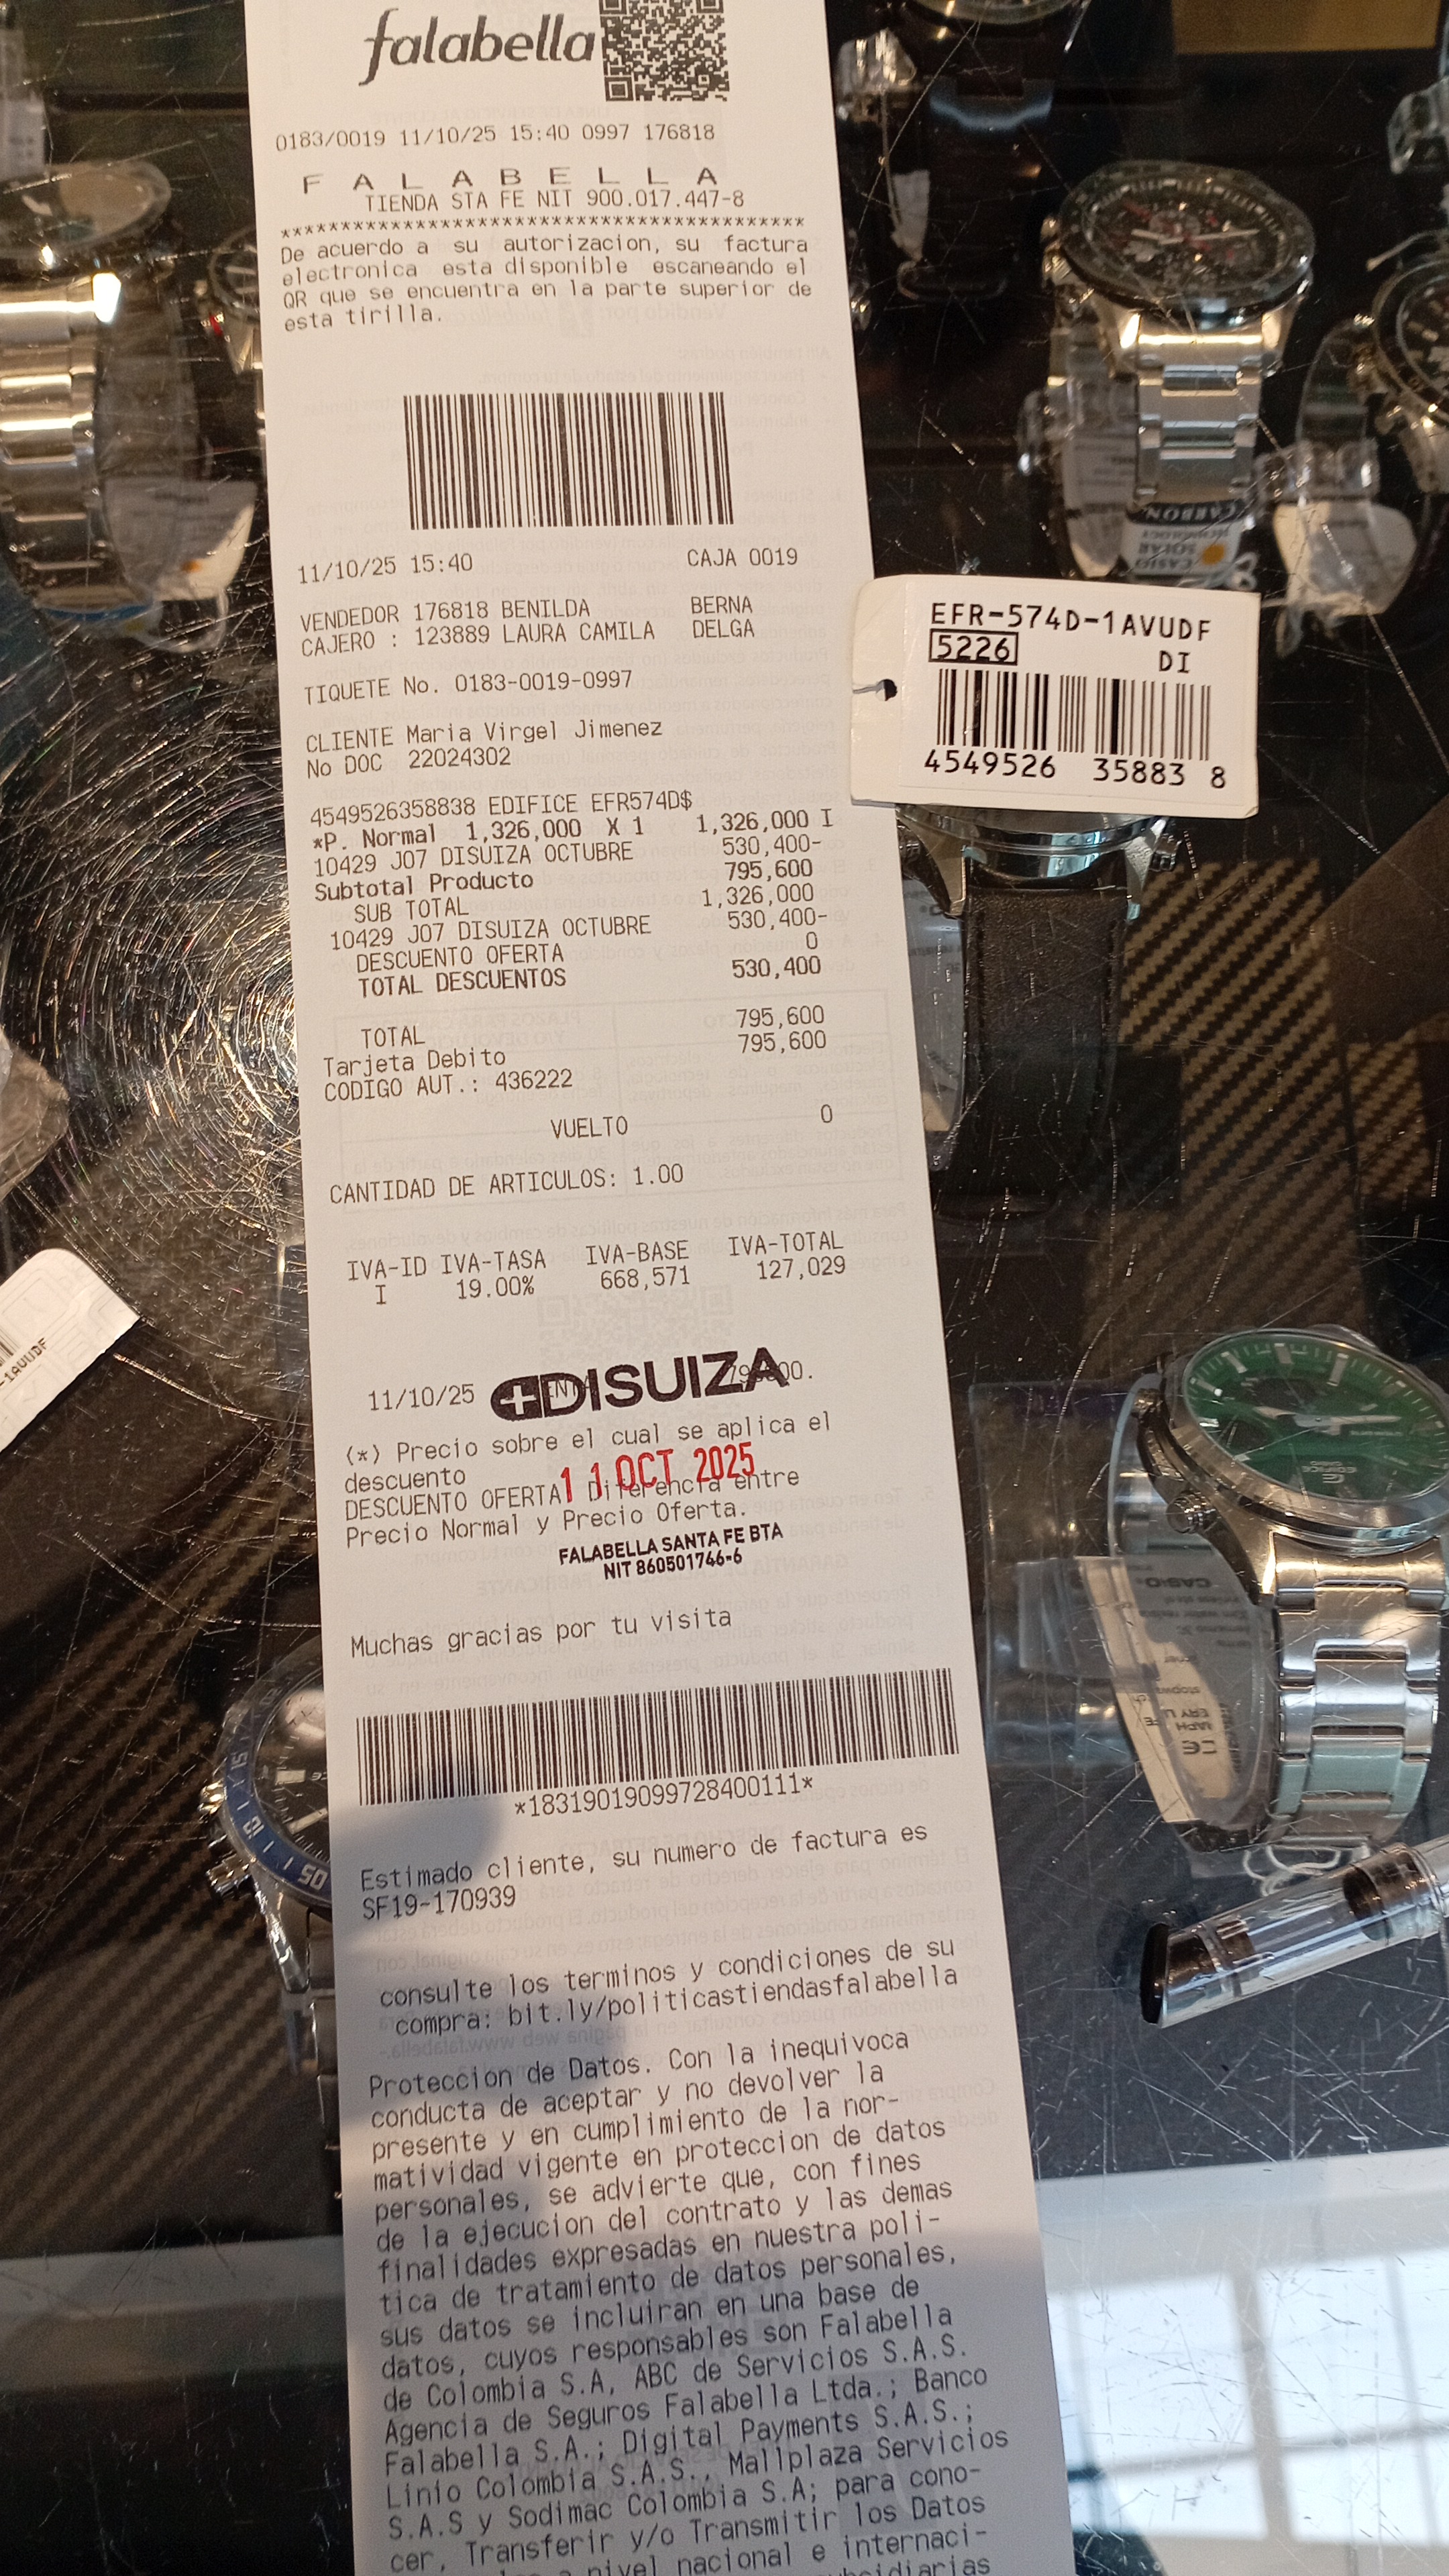 falabella
0183/0019 11/10/25 15:40 0997 176818
F A L A B E L L A
TIENDA STA FE NIT 900.017.447-8
******************************************
De acuerdo a su autorizacion, su factura
electronica esta disponible escaneando el
QR que se encuentra en la parte superior de
esta tirilla.
11/10/25 15:40 CAJA 0019
VENDEDOR 176818 BENILDA BERNA
CAJERO : 123889 LAURA CAMILA DELGA
TIQUETE No. 0183-0019-0997
CLIENTE Maria Virgel Jimenez
No DOC 22024302
4549526358838 EDIFICE EFR574D$
*P. Normal 1,326,000 X 1 1,326,000 I
10429 J07 DISUIZA OCTUBRE 530,400-
Subtotal Producto 795,600
SUB TOTAL 1,326,000
10429 J07 DISUIZA OCTUBRE 530,400-
DESCUENTO OFERTA 0
TOTAL DESCUENTOS 530,400
TOTAL 795,600
Tarjeta Debito 795,600
CODIGO AUT.: 436222
VUELTO 0
CANTIDAD DE ARTICULOS: 1.00
IVA-ID IVA-TASA IVA-BASE IVA-TOTAL
I 19.00% 668,571 127,029
11/10/25
DISUIZA
(*) Precio sobre el cual se aplica el
descuento
11 OCT 2025
DESCUENTO OFERTA Diferencia entre
Precio Normal y Precio Oferta.
FALABELLA SANTA FE BTA
NIT 860501746-6
Muchas gracias por tu visita
*18319019099728400111*
Estimado cliente, su numero de factura es
SF19-170939
consulte los terminos y condiciones de su
compra: bit.ly/politicastiendasfalabella
Proteccion de Datos. Con la inequivoca
conducta de aceptar y no devolver la
presente y en cumplimiento de la nor-
matividad vigente en proteccion de datos
personales, se advierte que, con fines
de la ejecucion del contrato y las demas
finalidades expresadas en nuestra poli-
tica de tratamiento de datos personales,
sus datos se incluiran en una base de
datos, cuyos responsables son Falabella
de Colombia S.A, ABC de Servicios S.A.S.
Agencia de Seguros Falabella Ltda.; Banco
Falabella S.A.; Digital Payments S.A.S.;
Linio Colombia S.A.S., Mallplaza Servicios
S.A.S y Sodimac Colombia S.A; para cono-
cer, Transferir y/o Transmitir los Datos
nivel nacional e internaci-
EFR-574D-1AVUDF
5226 DI
4549526 35883 8
CARBON
CASIO
SOLAR
-1AVUDF
CASIO